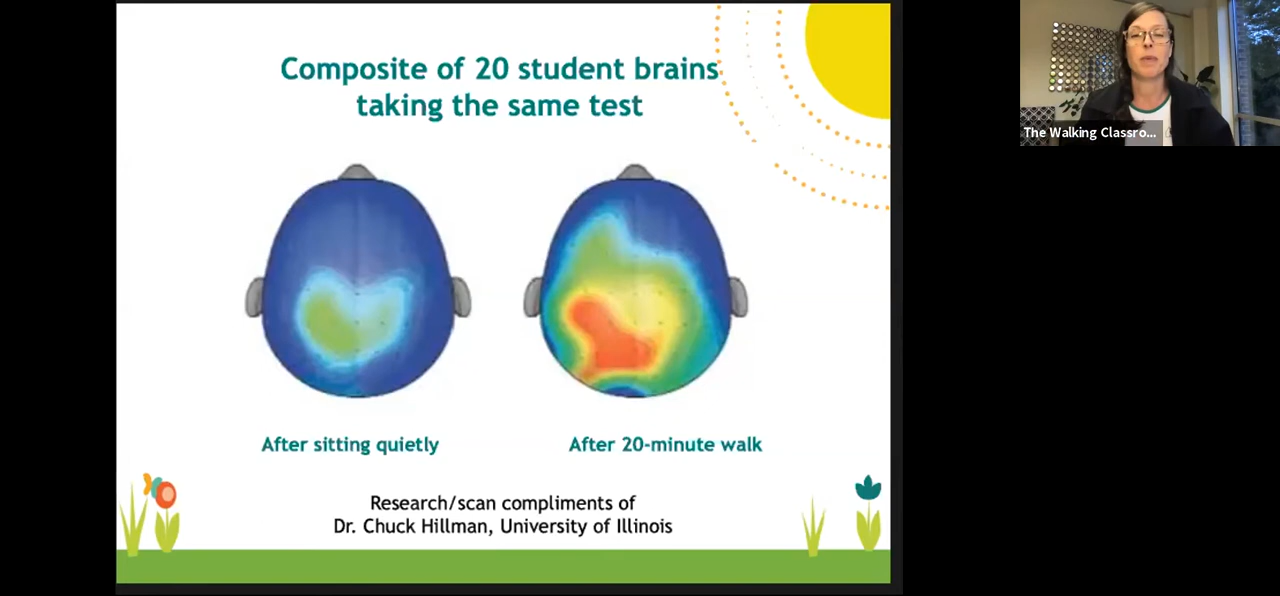 Composite of 20 student brains
taking the same test
After sitting quietly
After 20-minute walk
Research/scan compliments of
Dr. Chuck Hillman, University of Illinois
The Walking Classro...